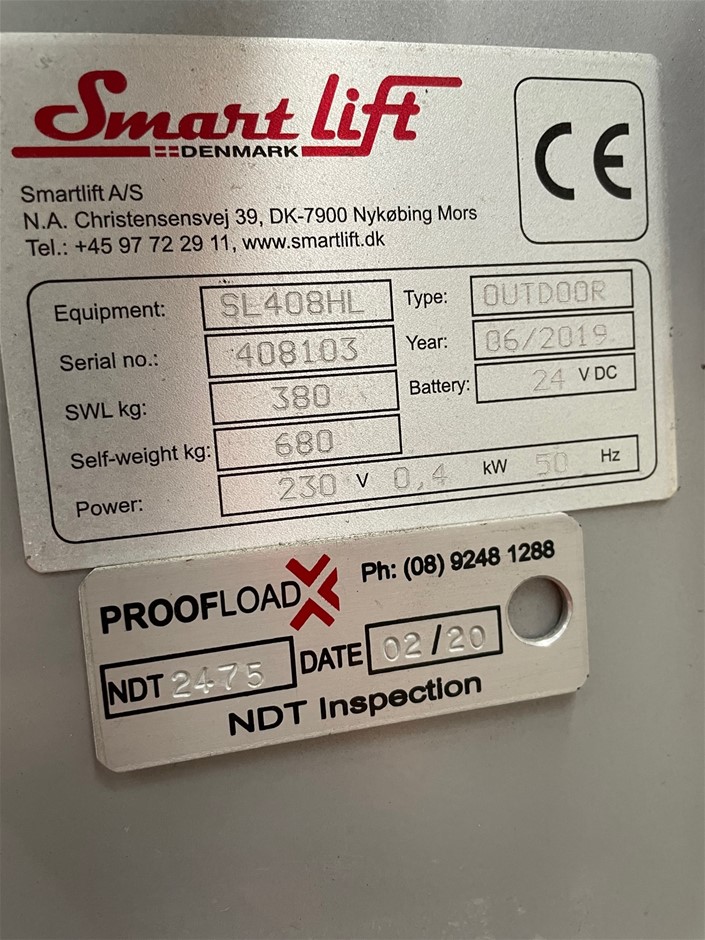 Smart lift
DENMARK
CE
Smartlift A/S
N.A. Christensensvej 39, DK-7900 Nykøbing Mors
Tel.: +45 97 72 29 11, www.smartlift.dk
Equipment: SL408HL Type: OUTDOOR
Serial no.: 408103 Year: 06/2019
SWL kg: 380 Battery: 24 V DC
Self-weight kg: 680
Power: 230 V 0,4 kW 50 Hz
PROOFLOAD Ph: (08) 9248 1288
NDT 2475 DATE 02/20
NDT Inspection